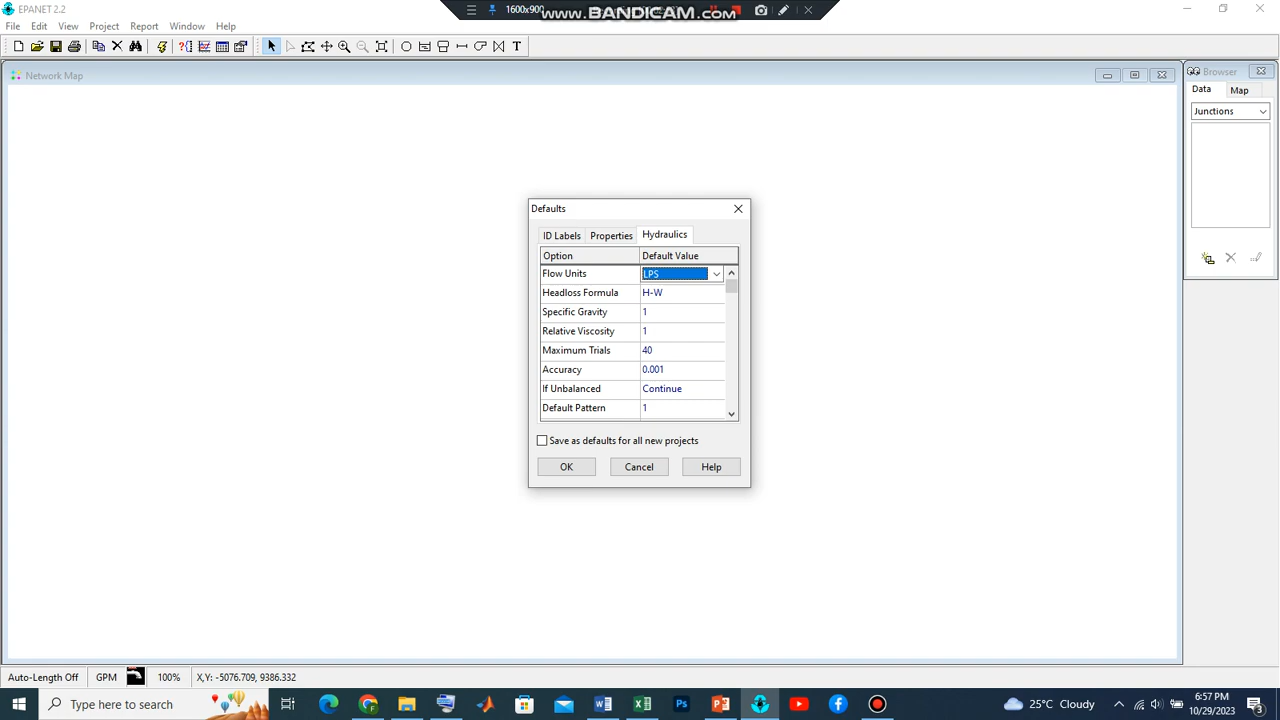 EPANET 2.2
1600x900
www.BANDICAM.com
File Edit View Project Report Window Help
T
Network Map
Browser
Data Map
Junctions
Defaults
ID Labels Properties Hydraulics
Option Default Value
Flow Units LPS
Headloss Formula H-W
Specific Gravity 1
Relative Viscosity 1
Maximum Trials 40
Accuracy 0.001
If Unbalanced Continue
Default Pattern 1
Save as defaults for all new projects
OK Cancel Help
Auto-Length Off GPM 100% X,Y: -5076.709, 9386.332
Type here to search
25°C Cloudy
6:57 PM
10/29/2023